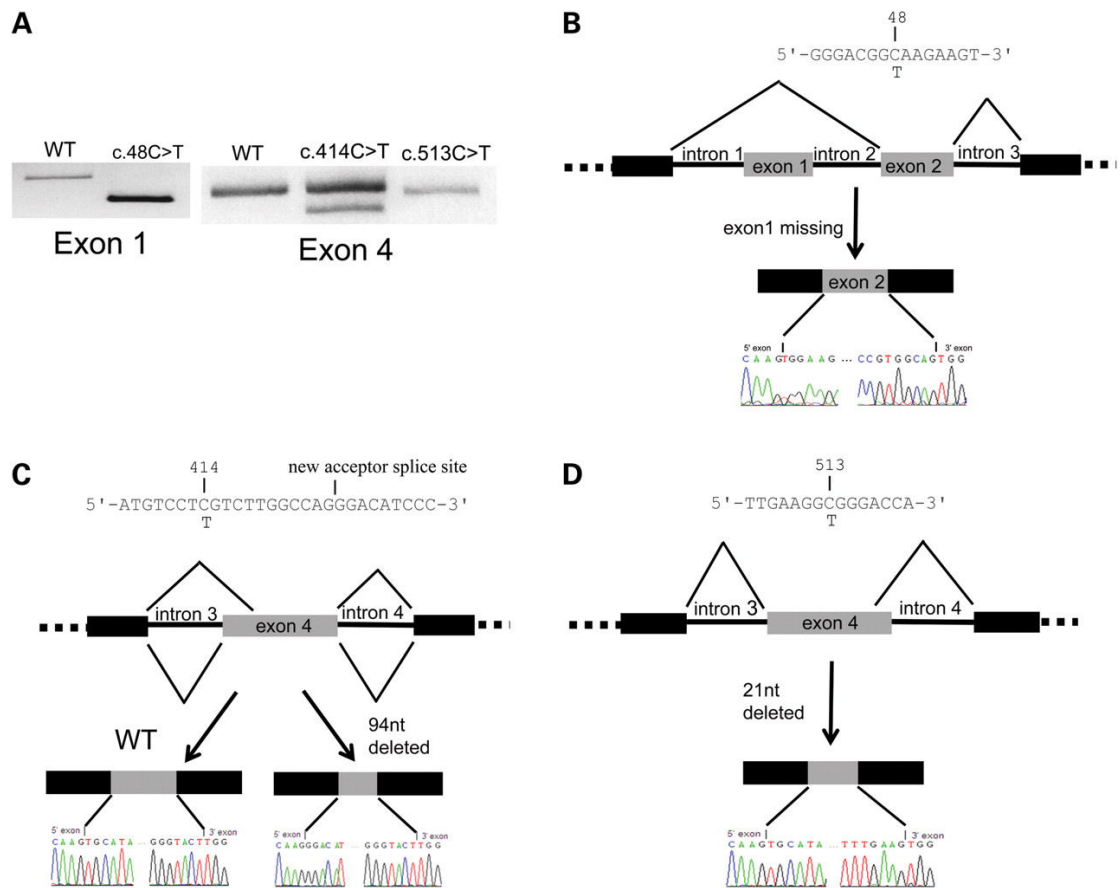 A
WT
c.48C>T
Exon 1
WT
c.414C>T
c.513C>T
Exon 4
B
48
5'-GGGACGGCAAGAAGT-3'
T
intron 1
exon 1
intron 2
exon 2
intron 3
exon1 missing
exon 2
5' exon
3' exon
CAAGTGGAAG ... CCGTGGCAGTGG
C
414
new acceptor splice site
5'-ATGTCCTCGTCTTGGCCAGGGACATCCC-3'
T
intron 3
exon 4
intron 4
WT
94nt
deleted
5' exon
3' exon
CAAGTGCATA ... GGGTACTTGG
5' exon
3' exon
CAAGGGACAT ... GGGTACTTGG
D
513
5'-TTGAAGGCGGGACCA-3'
T
intron 3
exon 4
intron 4
21nt
deleted
5' exon
3' exon
CAAGTGCATA ... TTTGAAGTGG